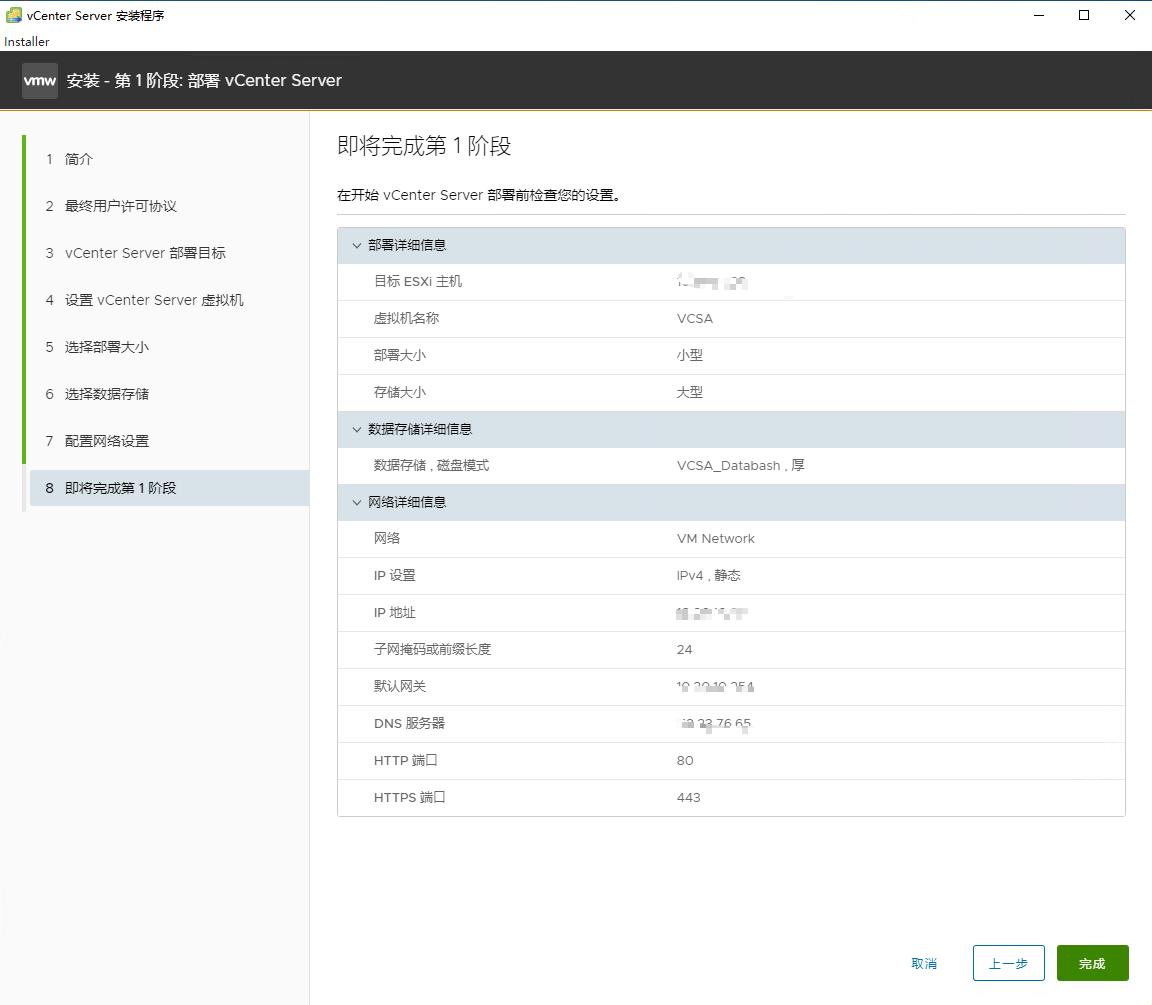 vCenter Server 安装程序
Installer
vmw 安装 - 第 1 阶段: 部署 vCenter Server
1 简介
2 最终用户许可协议
3 vCenter Server 部署目标
4 设置 vCenter Server 虚拟机
5 选择部署大小
6 选择数据存储
7 配置网络设置
8 即将完成第 1 阶段
即将完成第 1 阶段
在开始 vCenter Server 部署前检查您的设置。
部署详细信息
目标 ESXi 主机
虚拟机名称 VCSA
部署大小 小型
存储大小 大型
数据存储详细信息
数据存储 , 磁盘模式 VCSA_Databash , 厚
网络详细信息
网络 VM Network
IP 设置 IPv4 , 静态
IP 地址
子网掩码或前缀长度 24
默认网关
DNS 服务器
HTTP 端口 80
HTTPS 端口 443
取消 上一步 完成